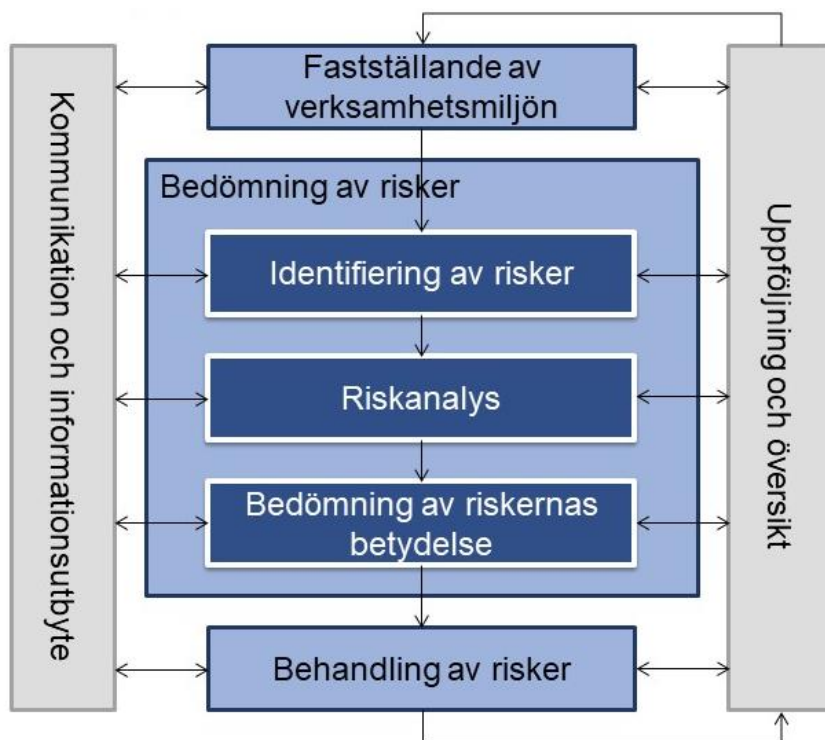 Fastställande av
verksamhetsmiljön
Kommunikation och informationsutbyte
Bedömning av risker
Identifiering av risker
Riskanalys
Bedömning av riskernas
betydelse
Behandling av risker
Uppföljning och översikt